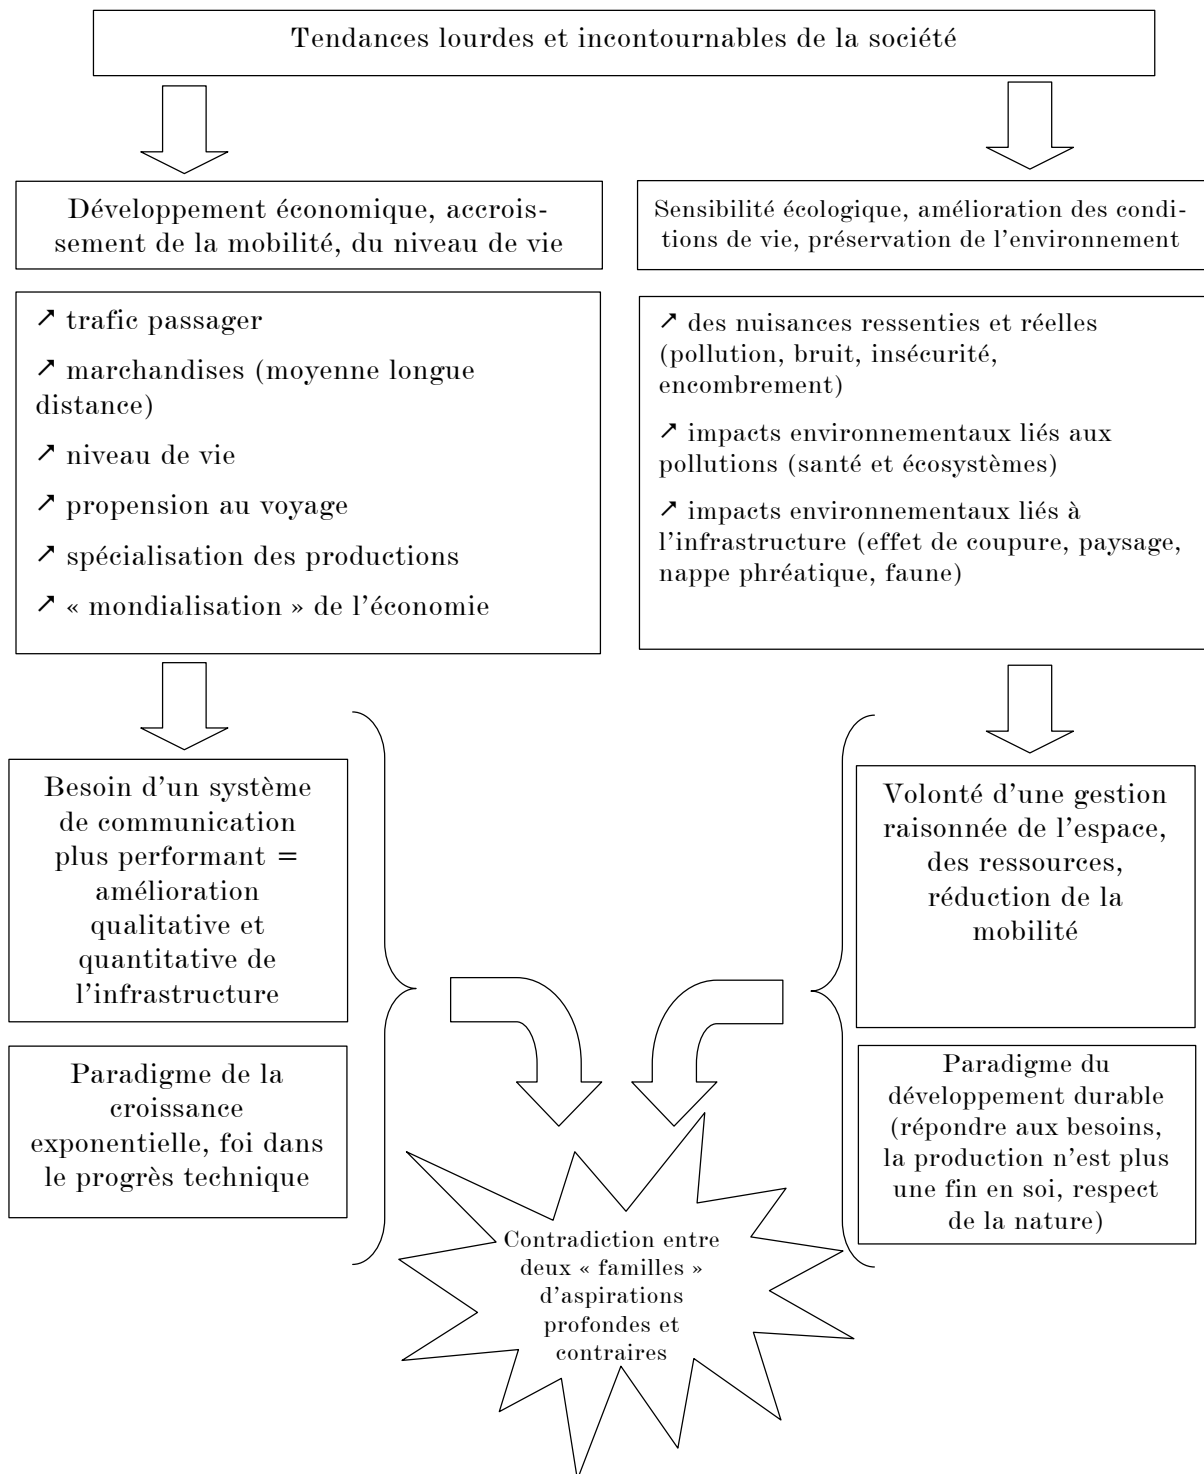 Tendances lourdes et incontournables de la société
Développement économique, accrois-
sement de la mobilité, du niveau de vie
Sensibilité écologique, amélioration des condi-
tions de vie, préservation de l'environnement
↗ trafic passager
↗ marchandises (moyenne longue
distance)
↗ niveau de vie
↗ propension au voyage
↗ spécialisation des productions
↗ « mondialisation » de l'économie
↗ des nuisances ressenties et réelles
(pollution, bruit, insécurité,
encombrement)
↗ impacts environnementaux liés aux
pollutions (santé et écosystèmes)
↗ impacts environnementaux liés à
l'infrastructure (effet de coupure, paysage,
nappe phréatique, faune)
Besoin d'un système
de communication
plus performant =
amélioration
qualitative et
quantitative de
l'infrastructure
Volonté d'une gestion
raisonnée de l'espace,
des ressources,
réduction de la
mobilité
Paradigme de la
croissance
exponentielle, foi dans
le progrès technique
Paradigme du
développement durable
(répondre aux besoins,
la production n'est plus
une fin en soi, respect
de la nature)
Contradiction entre
deux « familles »
d'aspirations
profondes et
contraires